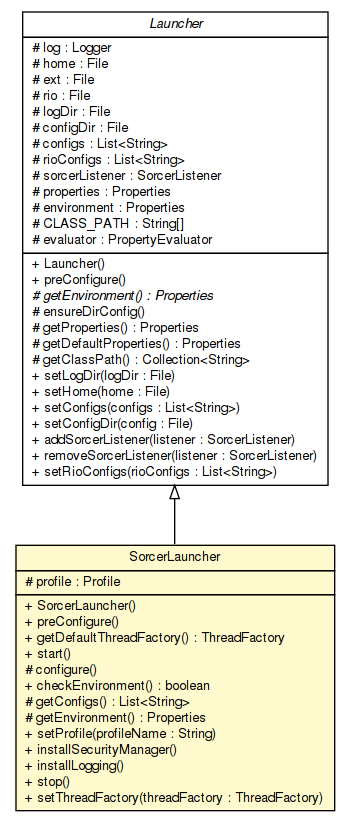 Launcher
# log : Logger
# home : File
# ext : File
# rio : File
# logDir : File
# configDir : File
# configs : List<String>
# rioConfigs : List<String>
# sorcerListener : SorcerListener
# properties : Properties
# environment : Properties
# CLASS_PATH : String[]
# evaluator : PropertyEvaluator
+ Launcher()
+ preConfigure()
# getEnvironment() : Properties
# ensureDirConfig()
# getProperties() : Properties
# getDefaultProperties() : Properties
# getClassPath() : Collection<String>
+ setLogDir(logDir : File)
+ setHome(home : File)
+ setConfigs(configs : List<String>)
+ setConfigDir(config : File)
+ addSorcerListener(listener : SorcerListener)
+ removeSorcerListener(listener : SorcerListener)
+ setRioConfigs(rioConfigs : List<String>)
SorcerLauncher
# profile : Profile
+ SorcerLauncher()
+ preConfigure()
+ getDefaultThreadFactory() : ThreadFactory
+ start()
# configure()
+ checkEnvironment() : boolean
# getConfigs() : List<String>
# getEnvironment() : Properties
+ setProfile(profileName : String)
+ installSecurityManager()
+ installLogging()
+ stop()
+ setThreadFactory(threadFactory : ThreadFactory)